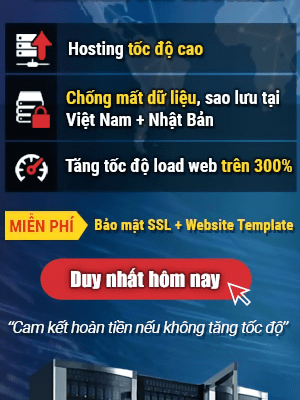 Hosting tốc độ cao
Chống mất dữ liệu, sao lưu tại
Việt Nam + Nhật Bản
Tăng tốc độ load web trên 300%
MIỄN PHÍ
Bảo mật SSL + Website Template
Duy nhất hôm nay
“Cam kết hoàn tiền nếu không tăng tốc độ”